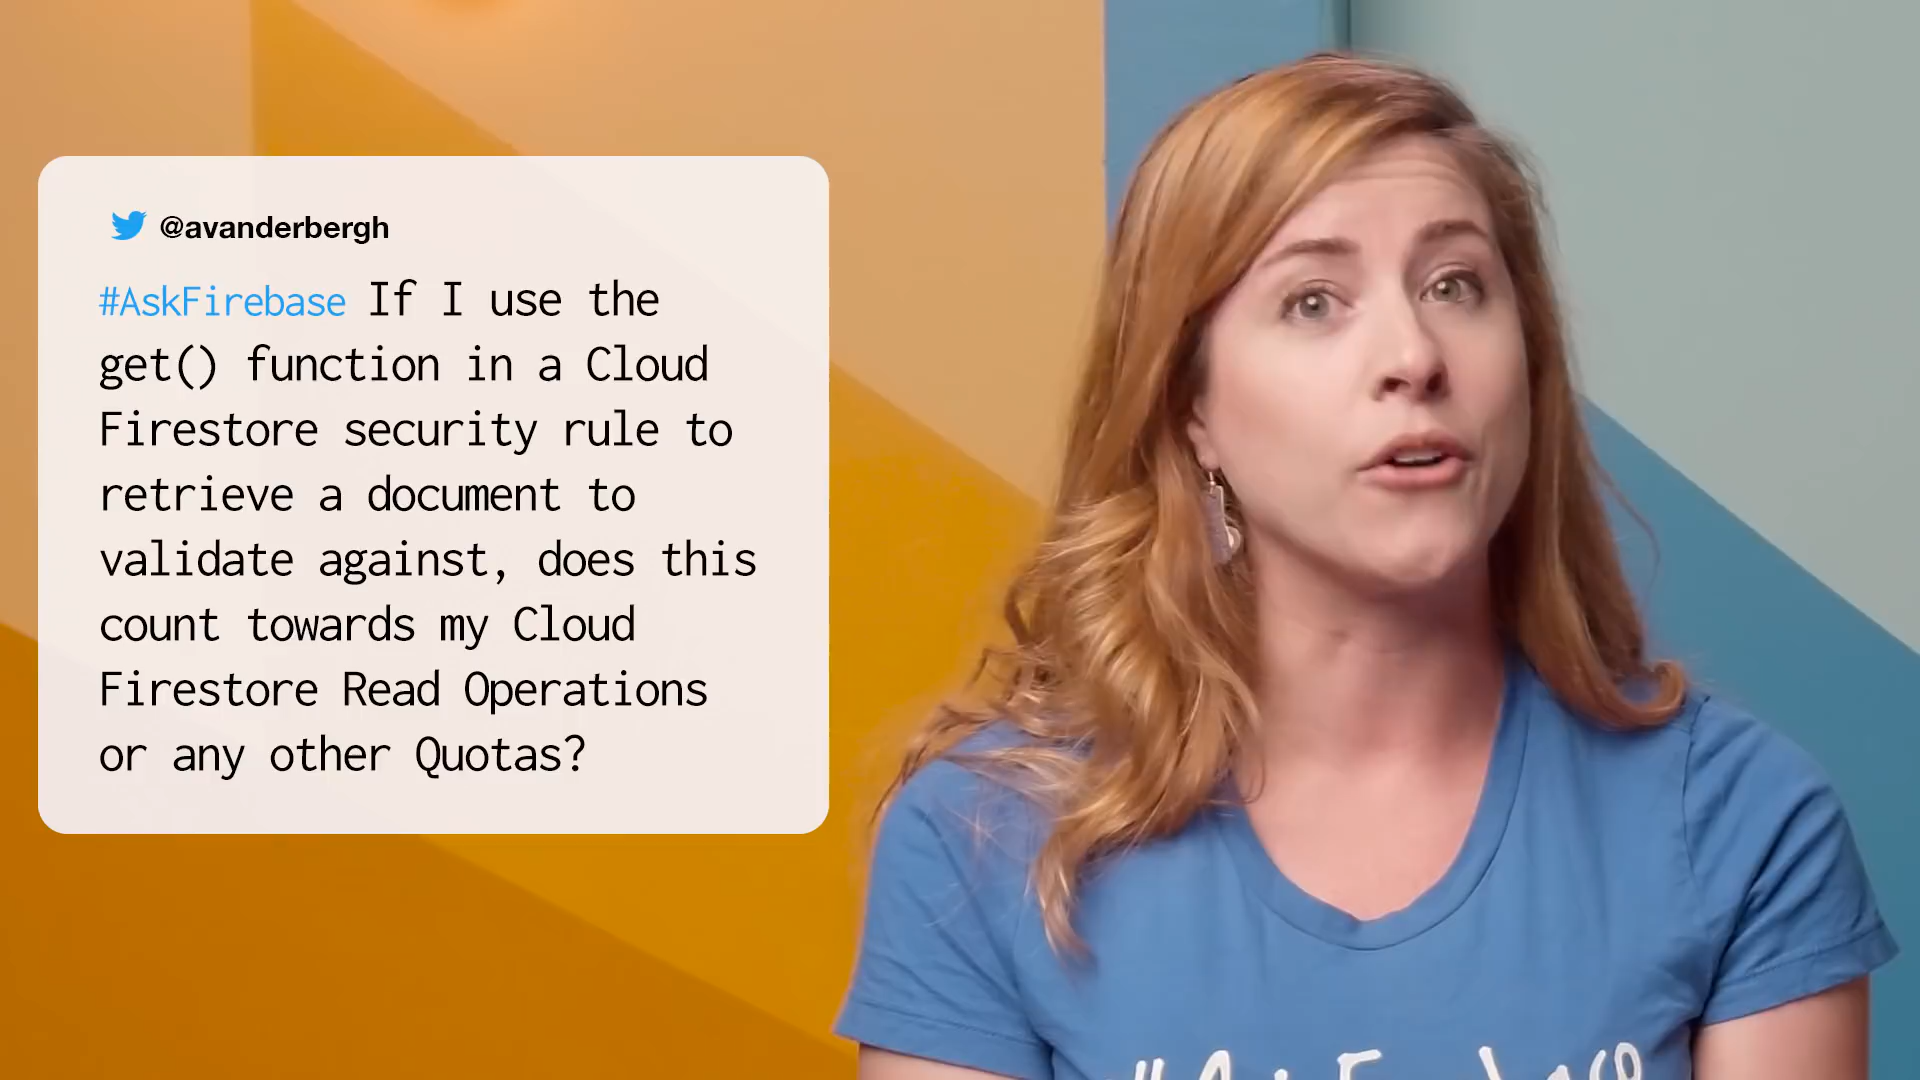 @avanderbergh
#AskFirebase If I use the
get() function in a Cloud
Firestore security rule to
retrieve a document to
validate against, does this
count towards my Cloud
Firestore Read Operations
or any other Quotas?